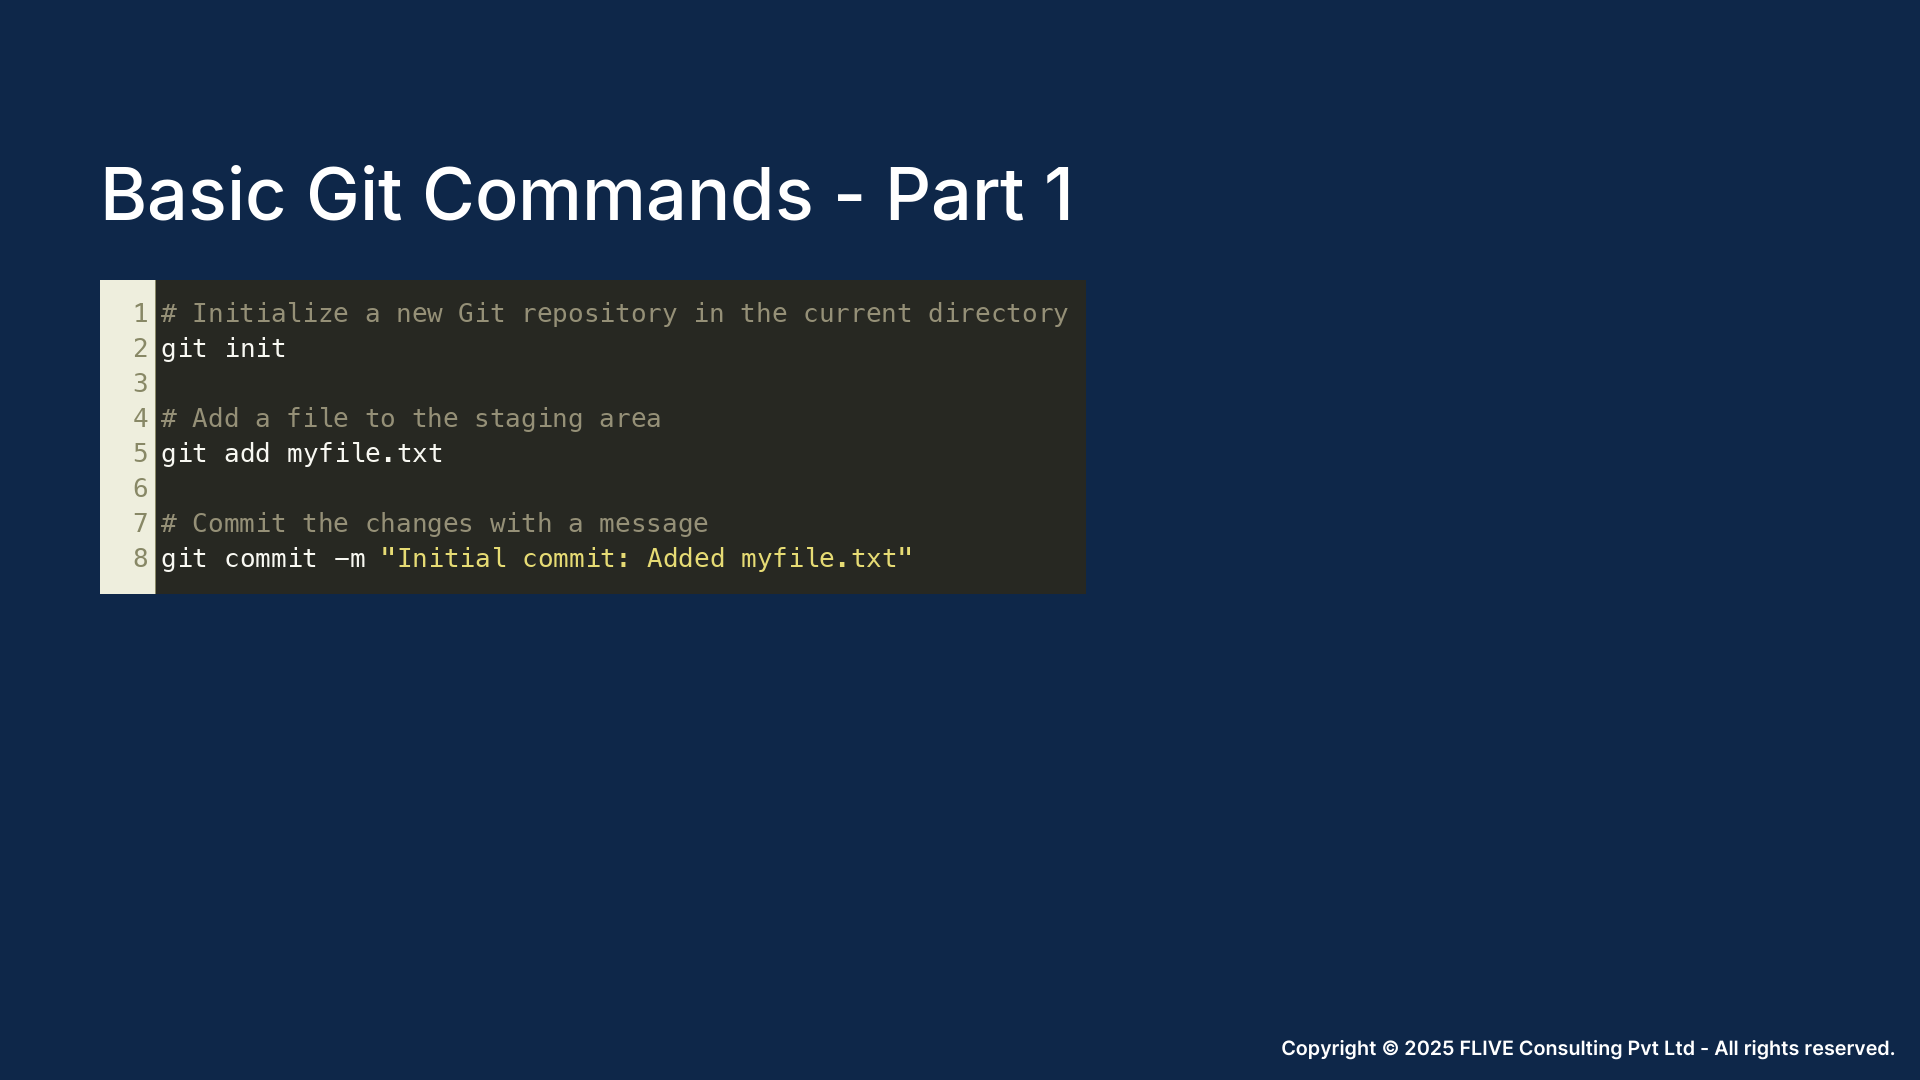 Basic Git Commands - Part 1
1 # Initialize a new Git repository in the current directory
2 git init
3
4 # Add a file to the staging area
5 git add myfile.txt
6
7 # Commit the changes with a message
8 git commit -m "Initial commit: Added myfile.txt"
Copyright © 2025 FLIVE Consulting Pvt Ltd - All rights reserved.